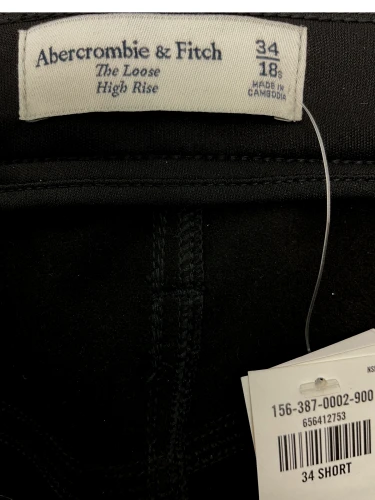 Abercrombie & Fitch
The Loose
High Rise
34
18s
MADE IN
CAMBODIA
156-387-0002-900
656412753
34 SHORT